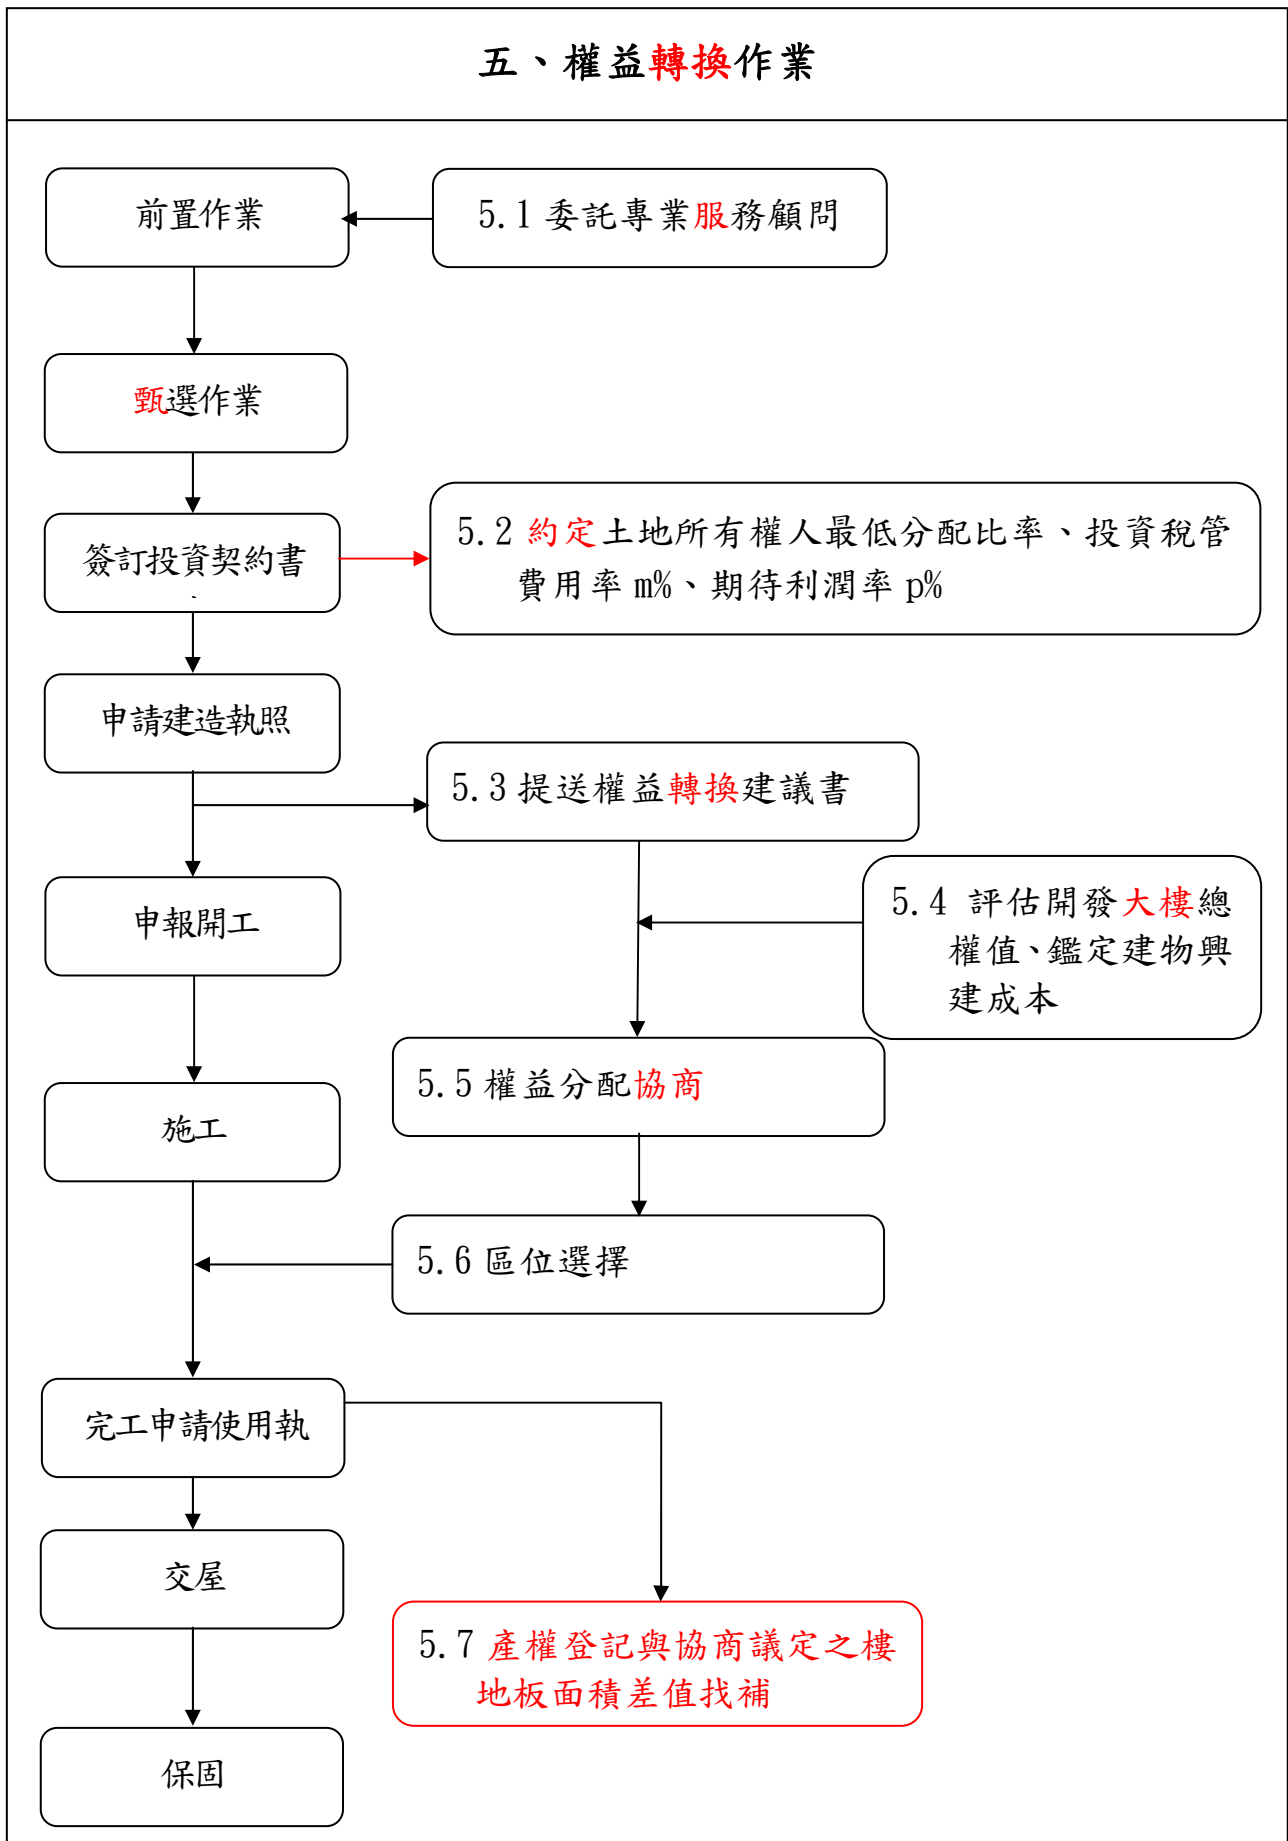 五、權益轉換作業
前置作業
5.1 委託專業服務顧問
甄選作業
簽訂投資契約書
5.2 約定土地所有權人最低分配比率、投資稅管
費用率 m%、期待利潤率 p%
申請建造執照
5.3 提送權益轉換建議書
申報開工
5.4 評估開發大樓總
權值、鑑定建物興
建成本
5.5 權益分配協商
施工
5.6 區位選擇
完工申請使用執
交屋
5.7 產權登記與協商議定之樓
地板面積差值找補
保固